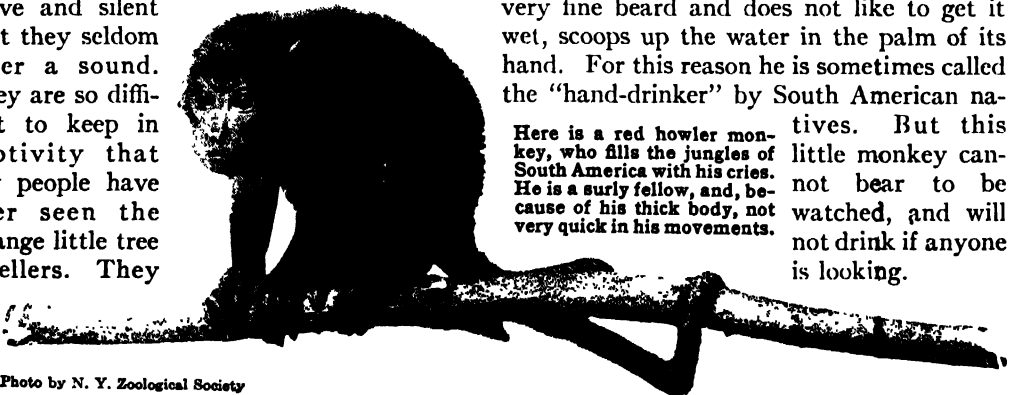 ve and silent
t they seldom
er a sound.
ey are so diffi-
t to keep in
ptivity that
people have
er seen the
ange little tree
ellers. They
very fine beard and does not like to get it
wet, scoops up the water in the palm of its
hand. For this reason he is sometimes called
the "hand-drinker" by South American na-
tives. But this
little monkey can-
not bear to be
watched, and will
not drink if anyone
is looking.
Here is a red howler mon-
key, who fills the jungles of
South America with his cries.
He is a surly fellow, and, be-
cause of his thick body, not
very quick in his movements.
Photo by N. Y. Zoological Society